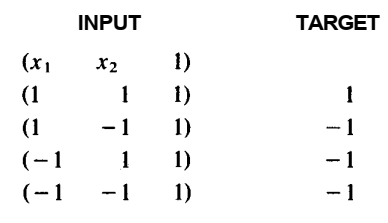 INPUT TARGET
(x₁ x₂ 1)
(1 1 1) 1
(1 −1 1) −1
(−1 1 1) −1
(−1 −1 1) −1